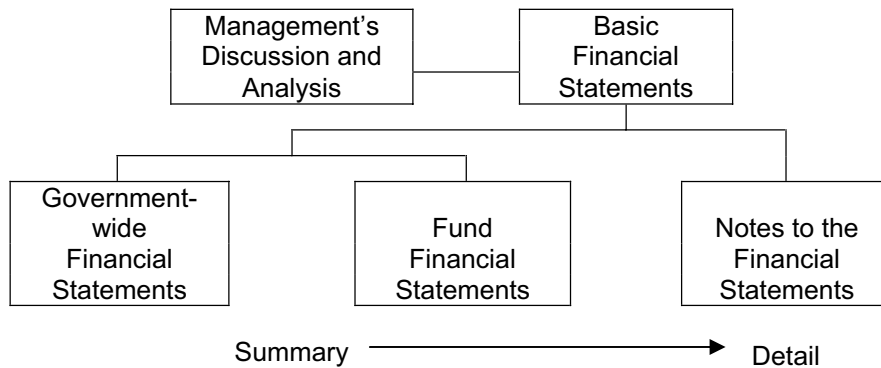 Management’s
Discussion and
Analysis
Basic
Financial
Statements
Government-
wide
Financial
Statements
Fund
Financial
Statements
Notes to the
Financial
Statements
Summary
Detail